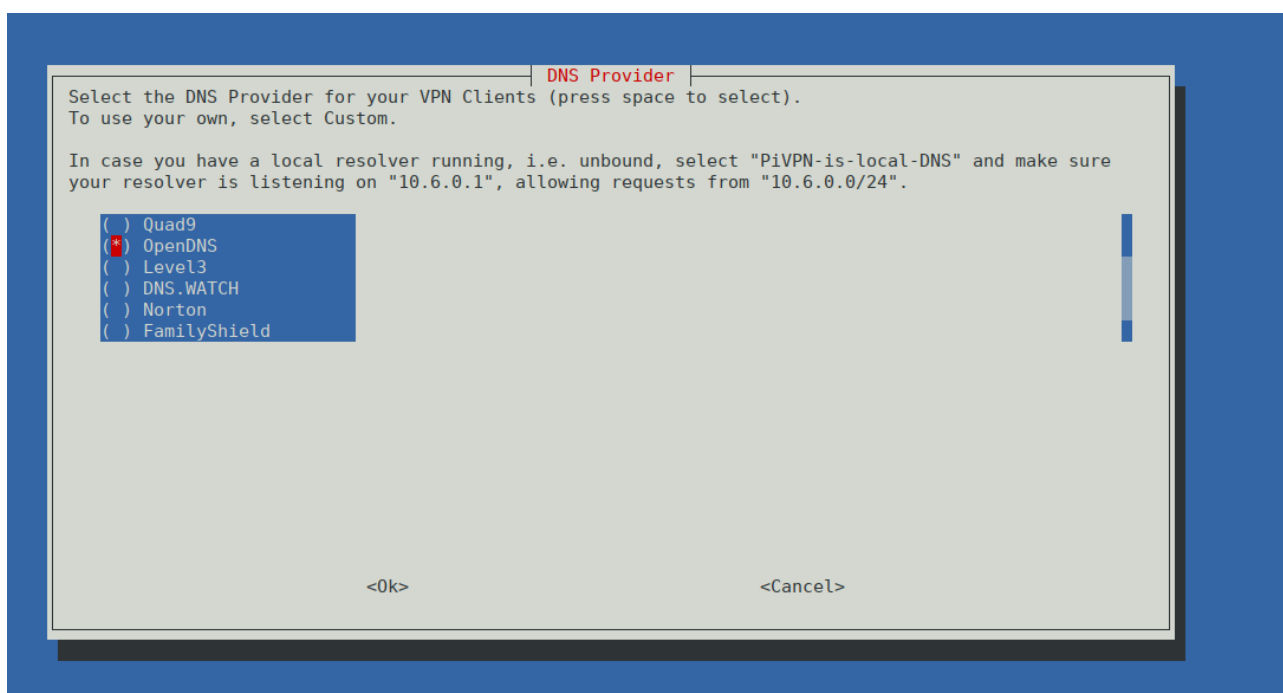 DNS Provider
Select the DNS Provider for your VPN Clients (press space to select).
To use your own, select Custom.
In case you have a local resolver running, i.e. unbound, select "PiVPN-is-local-DNS" and make sure
your resolver is listening on "10.6.0.1", allowing requests from "10.6.0.0/24".
( ) Quad9
(*) OpenDNS
( ) Level3
( ) DNS.WATCH
( ) Norton
( ) FamilyShield
<Ok> <Cancel>